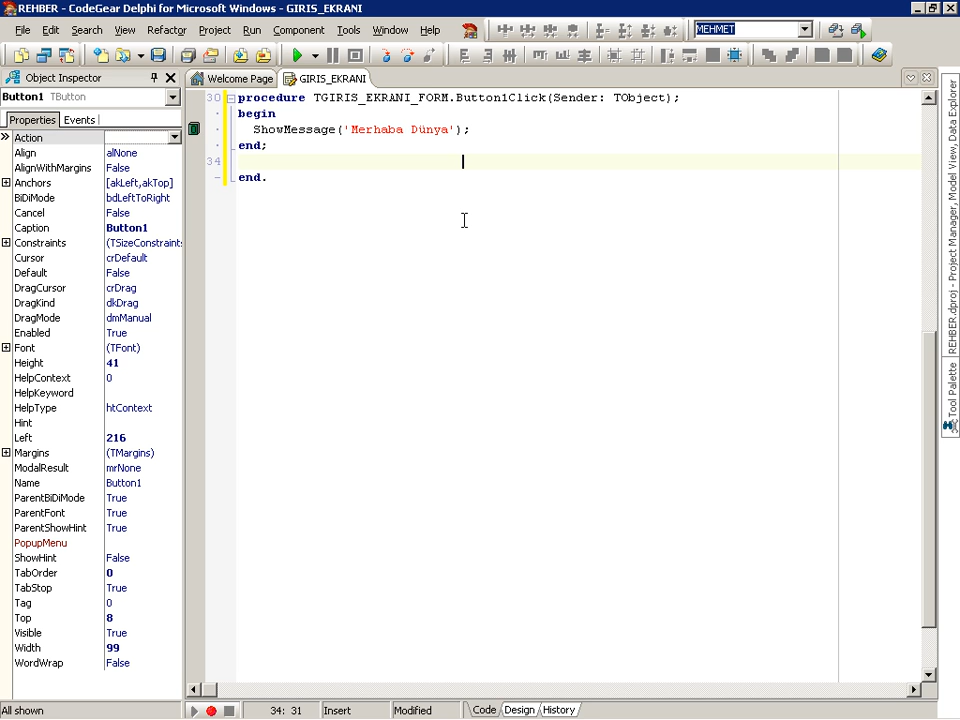 REHBER - CodeGear Delphi for Microsoft Windows - GIRIS_EKRANI
File Edit Search View Refactor Project Run Component Tools Window Help
MEHMET
Object Inspector
Button1 TButton
Properties Events
Action
Align alNone
AlignWithMargins False
Anchors [akLeft,akTop]
BiDiMode bdLeftToRight
Cancel False
Caption Button1
Constraints (TSizeConstraint:
Cursor crDefault
Default False
DragCursor crDrag
DragKind dkDrag
DragMode dmManual
Enabled True
Font (TFont)
Height 41
HelpContext 0
HelpKeyword
HelpType htContext
Hint
Left 216
Margins (TMargins)
ModalResult mrNone
Name Button1
ParentBiDiMode True
ParentFont True
ParentShowHint True
PopupMenu
ShowHint False
TabOrder 0
TabStop True
Tag 0
Top 8
Visible True
Width 99
WordWrap False
All shown
Welcome Page GIRIS_EKRANI
30 procedure TGIRIS_EKRANI_FORM.Button1Click(Sender: TObject);
begin
ShowMessage('Merhaba Dünya');
end;
34
end.
34: 31 Insert Modified Code Design History
REHBER.dproj - Project Manager, Model View, Data Explorer
Tool Palette